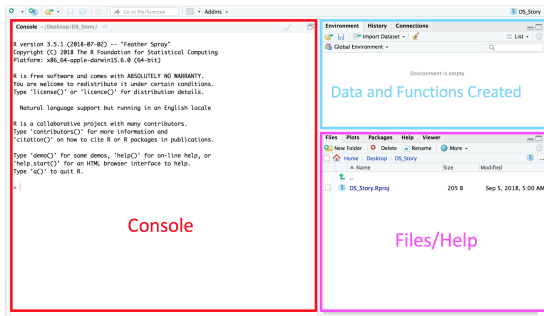 Go to file/function
Addins
DS_Story
Console ~/Desktop/DS_Story/
R version 3.5.1 (2018-07-02) -- "Feather Spray"
Copyright (C) 2018 The R Foundation for Statistical Computing
Platform: x86_64-apple-darwin15.6.0 (64-bit)
R is free software and comes with ABSOLUTELY NO WARRANTY.
You are welcome to redistribute it under certain conditions.
Type 'license()' or 'licence()' for distribution details.
Natural language support but running in an English locale
R is a collaborative project with many contributors.
Type 'contributors()' for more information and
'citation()' on how to cite R or R packages in publications.
Type 'demo()' for some demos, 'help()' for on-line help, or
'help.start()' for an HTML browser interface to help.
Type 'q()' to quit R.
>
Console
Environment History Connections
Import Dataset
List
Global Environment
Environment is empty
Data and Functions Created
Files Plots Packages Help Viewer
New Folder Delete Rename More
Home Desktop DS_Story
Name Size Modified
..
DS_Story.Rproj 205 B Sep 5, 2018, 5:00 AM
Files/Help